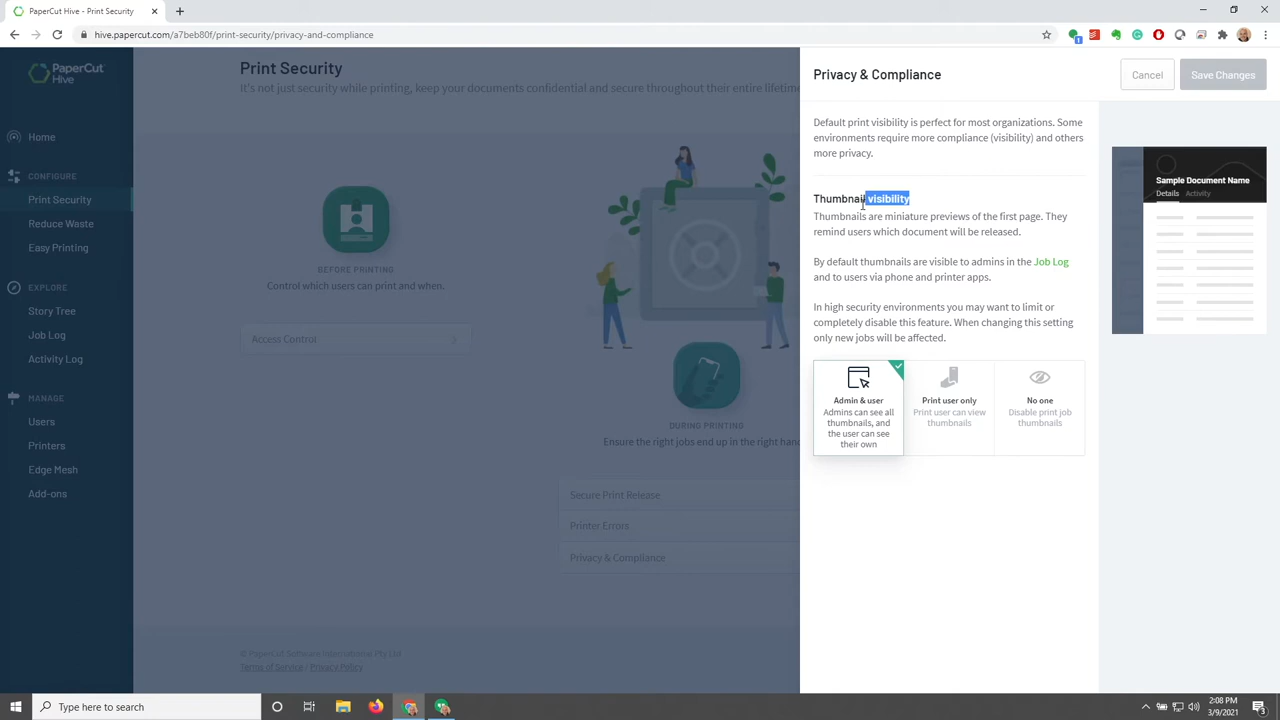 PaperCut Hive - Print Security
hive.papercut.com/a7beb80f/print-security/privacy-and-compliance
PaperCut
Hive
Home
CONFIGURE
Print Security
Reduce Waste
Easy Printing
EXPLORE
Story Tree
Job Log
Activity Log
MANAGE
Users
Printers
Edge Mesh
Add-ons
Print Security
It's not just security while printing, keep your documents confidential and secure throughout their entire lifetime
BEFORE PRINTING
Control which users can print and when.
Access Control
DURING PRINTING
Ensure the right jobs end up in the right hand
Secure Print Release
Printer Errors
Privacy & Compliance
© PaperCut Software International Pty Ltd
Terms of Service / Privacy Policy
Privacy & Compliance
Cancel
Save Changes
Default print visibility is perfect for most organizations. Some
environments require more compliance (visibility) and others
more privacy.
Thumbnail visibility
Thumbnails are miniature previews of the first page. They
remind users which document will be released.
By default thumbnails are visible to admins in the Job Log
and to users via phone and printer apps.
In high security environments you may want to limit or
completely disable this feature. When changing this setting
only new jobs will be affected.
Admin & user
Admins can see all
thumbnails, and
the user can see
their own
Print user only
Print user can view
thumbnails
No one
Disable print job
thumbnails
Sample Document Name
Details Activity
Type here to search
2:08 PM
3/9/2021